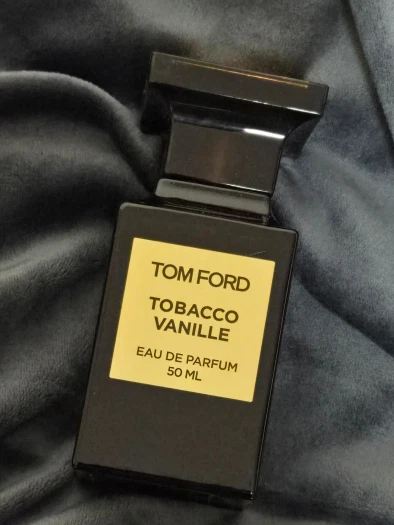 TOM FORD
TOBACCO
VANILLE
EAU DE PARFUM
50 ML